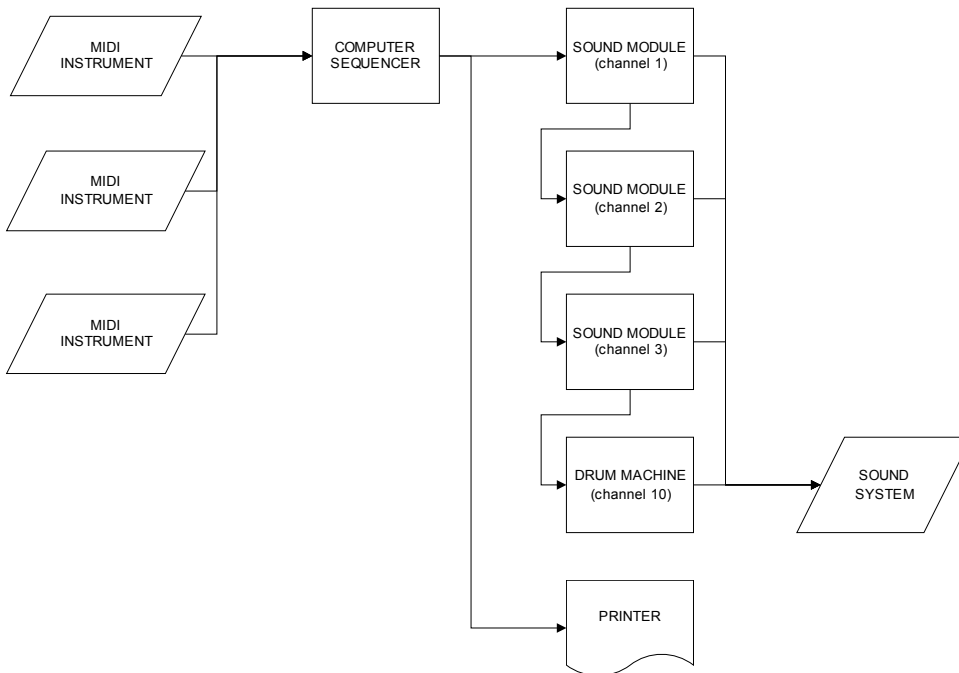 MIDI
INSTRUMENT
COMPUTER
SEQUENCER
SOUND MODULE
(channel 1)
MIDI
INSTRUMENT
SOUND MODULE
(channel 2)
MIDI
INSTRUMENT
SOUND MODULE
(channel 3)
DRUM MACHINE
(channel 10)
SOUND
SYSTEM
PRINTER